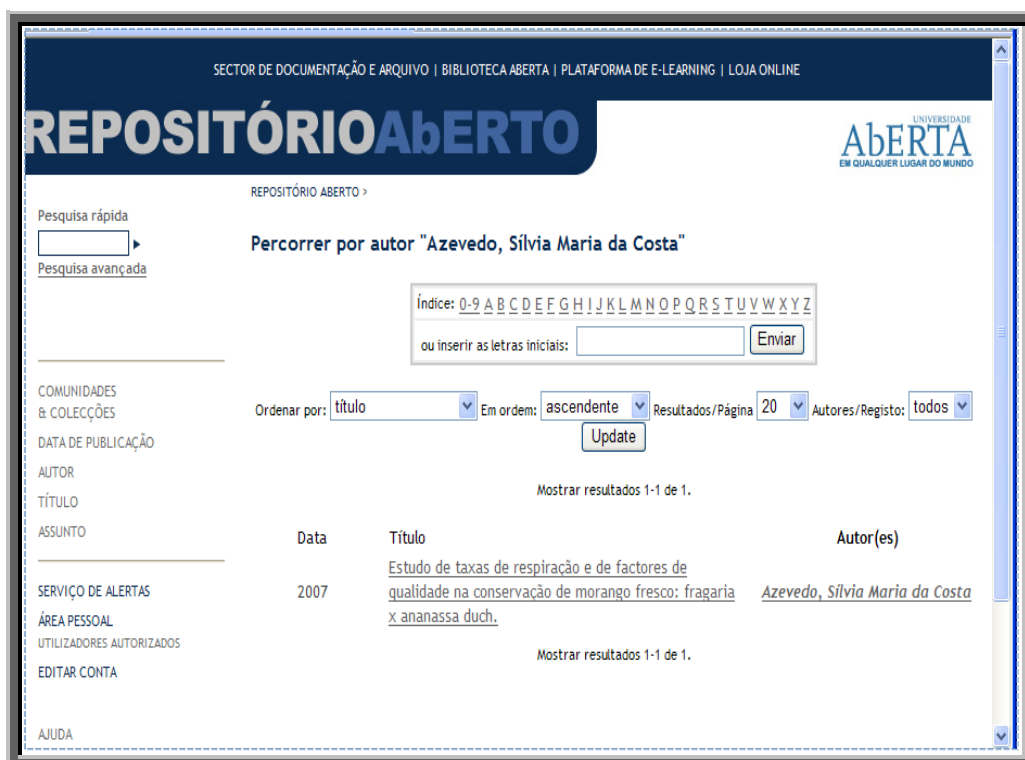 SECTOR DE DOCUMENTAÇÃO E ARQUIVO | BIBLIOTECA ABERTA | PLATAFORMA DE E-LEARNING | LOJA ONLINE
REPOSITÓRIOAbERTO
UNIVERSIDADE
AbERTA
EM QUALQUER LUGAR DO MUNDO
REPOSITÓRIO ABERTO >
Pesquisa rápida
Pesquisa avançada
Percorrer por autor "Azevedo, Sílvia Maria da Costa"
Índice: 0-9 A B C D E F G H I J K L M N O P Q R S T U V W X Y Z
ou inserir as letras iniciais: Enviar
COMUNIDADES
& COLECÇÕES
DATA DE PUBLICAÇÃO
AUTOR
TÍTULO
ASSUNTO
Ordenar por: título Em ordem: ascendente Resultados/Página 20 Autores/Registo: todos
Update
Mostrar resultados 1-1 de 1.
Data Título Autor(es)
2007 Estudo de taxas de respiração e de factores de
qualidade na conservação de morango fresco: fragaria
x ananassa duch. Azevedo, Sílvia Maria da Costa
Mostrar resultados 1-1 de 1.
SERVIÇO DE ALERTAS
ÁREA PESSOAL
UTILIZADORES AUTORIZADOS
EDITAR CONTA
AJUDA